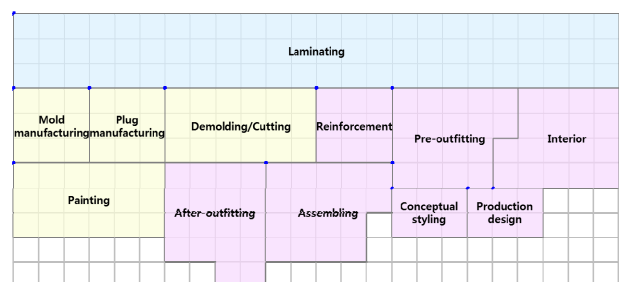 Laminating
Mold
manufacturing
Plug
manufacturing
Demolding/Cutting
Reinforcement
Pre-outfitting
Interior
Painting
After-outfitting
Assembling
Conceptual
styling
Production
design